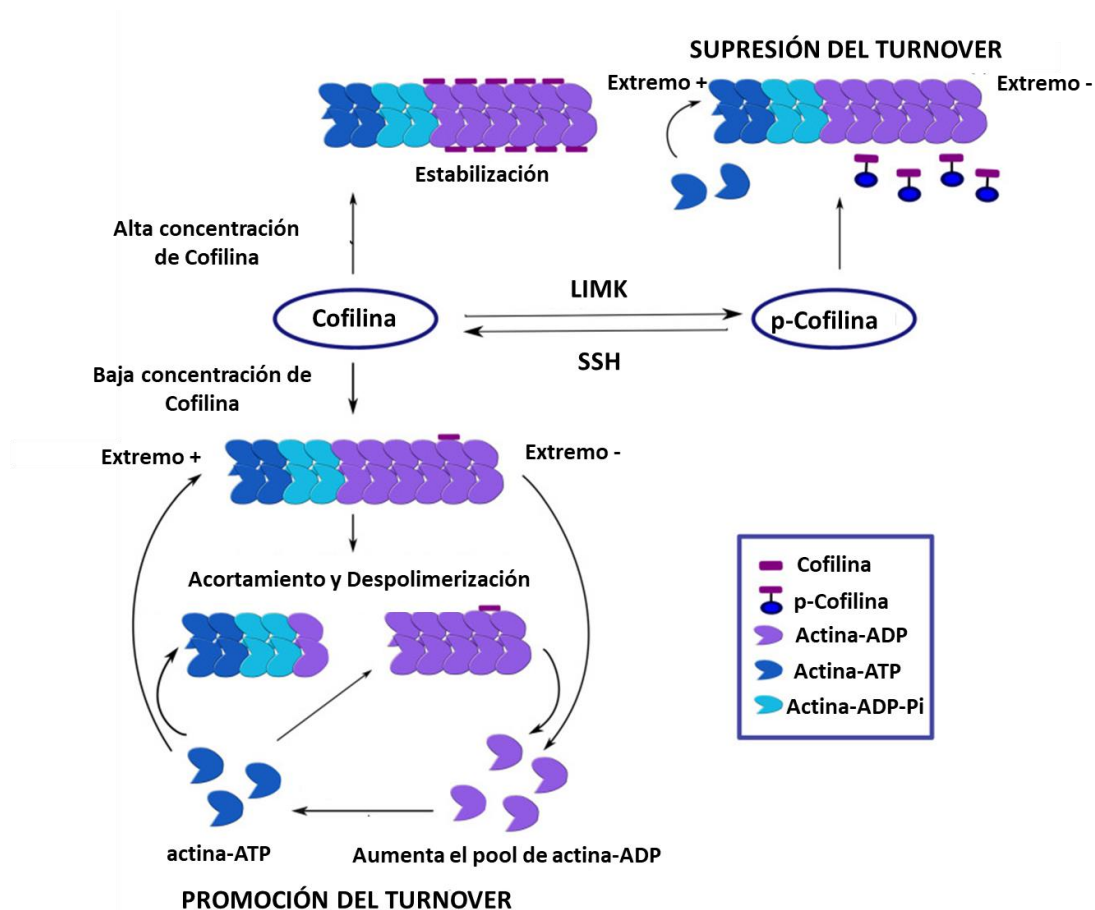 SUPRESIÓN DEL TURNOVER
Extremo +
Extremo -
Estabilización
Alta concentración
de Cofilina
Cofilina
LIMK
SSH
p-Cofilina
Baja concentración de
Cofilina
Extremo +
Extremo -
Acortamiento y Despolimerización
actina-ATP
Aumenta el pool de actina-ADP
PROMOCIÓN DEL TURNOVER
Cofilina
p-Cofilina
Actina-ADP
Actina-ATP
Actina-ADP-Pi